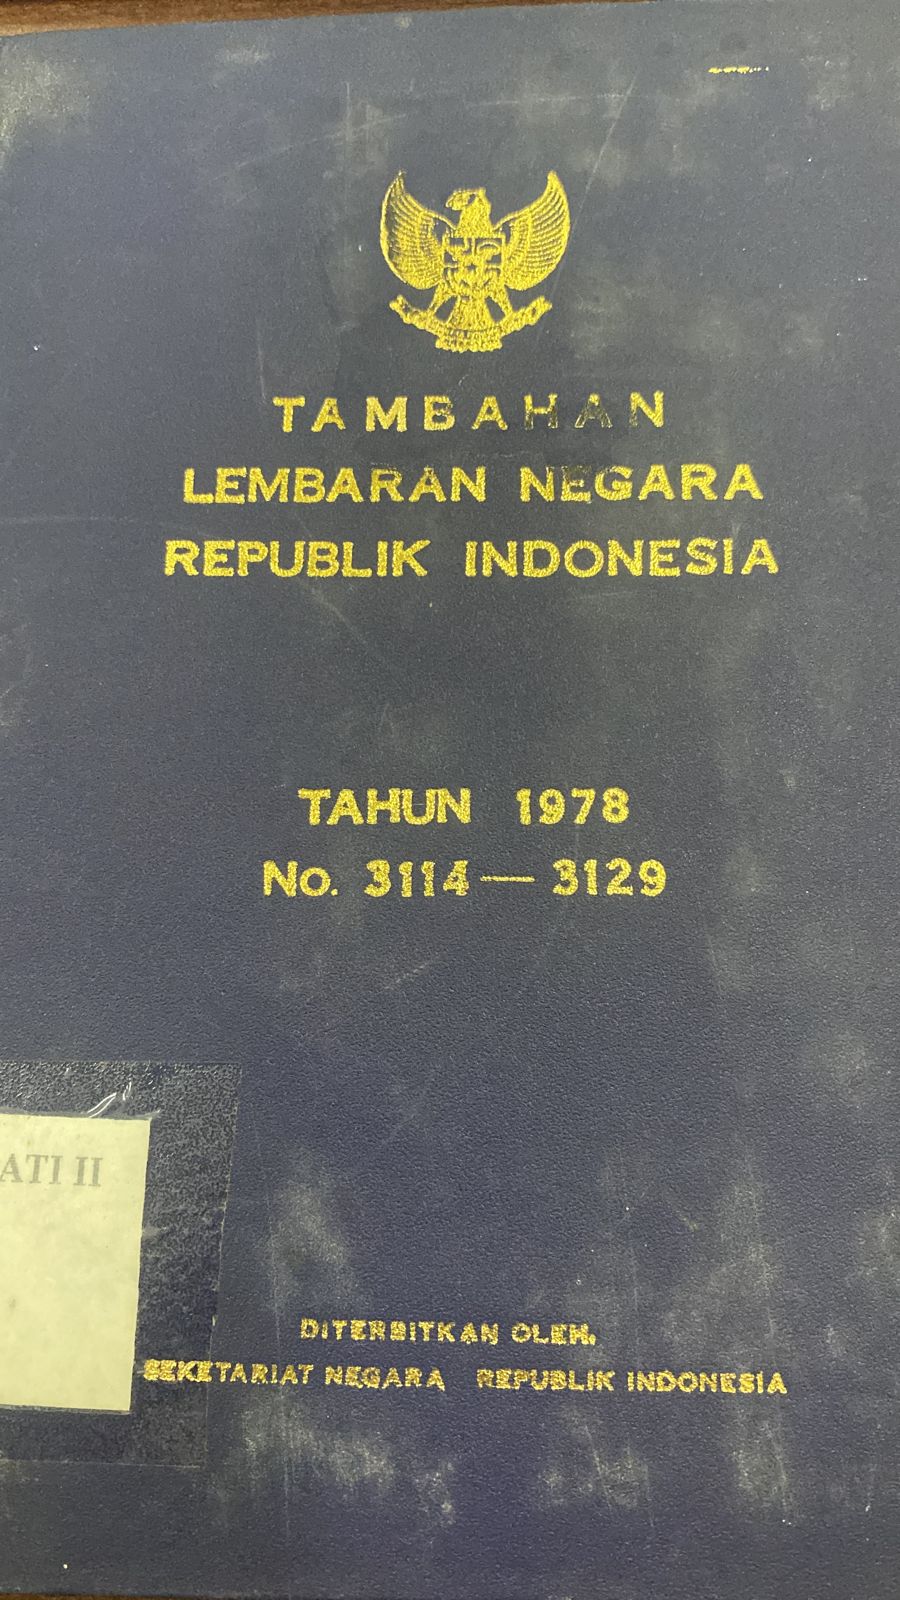 TAMBAHAN
LEMBARAN NEGARA
REPUBLIK INDONESIA
TAHUN 1978
No. 3114 — 3129
ATI II
DITERBITKAN OLEH,
SEKETARIAT NEGARA REPUBLIK INDONESIA